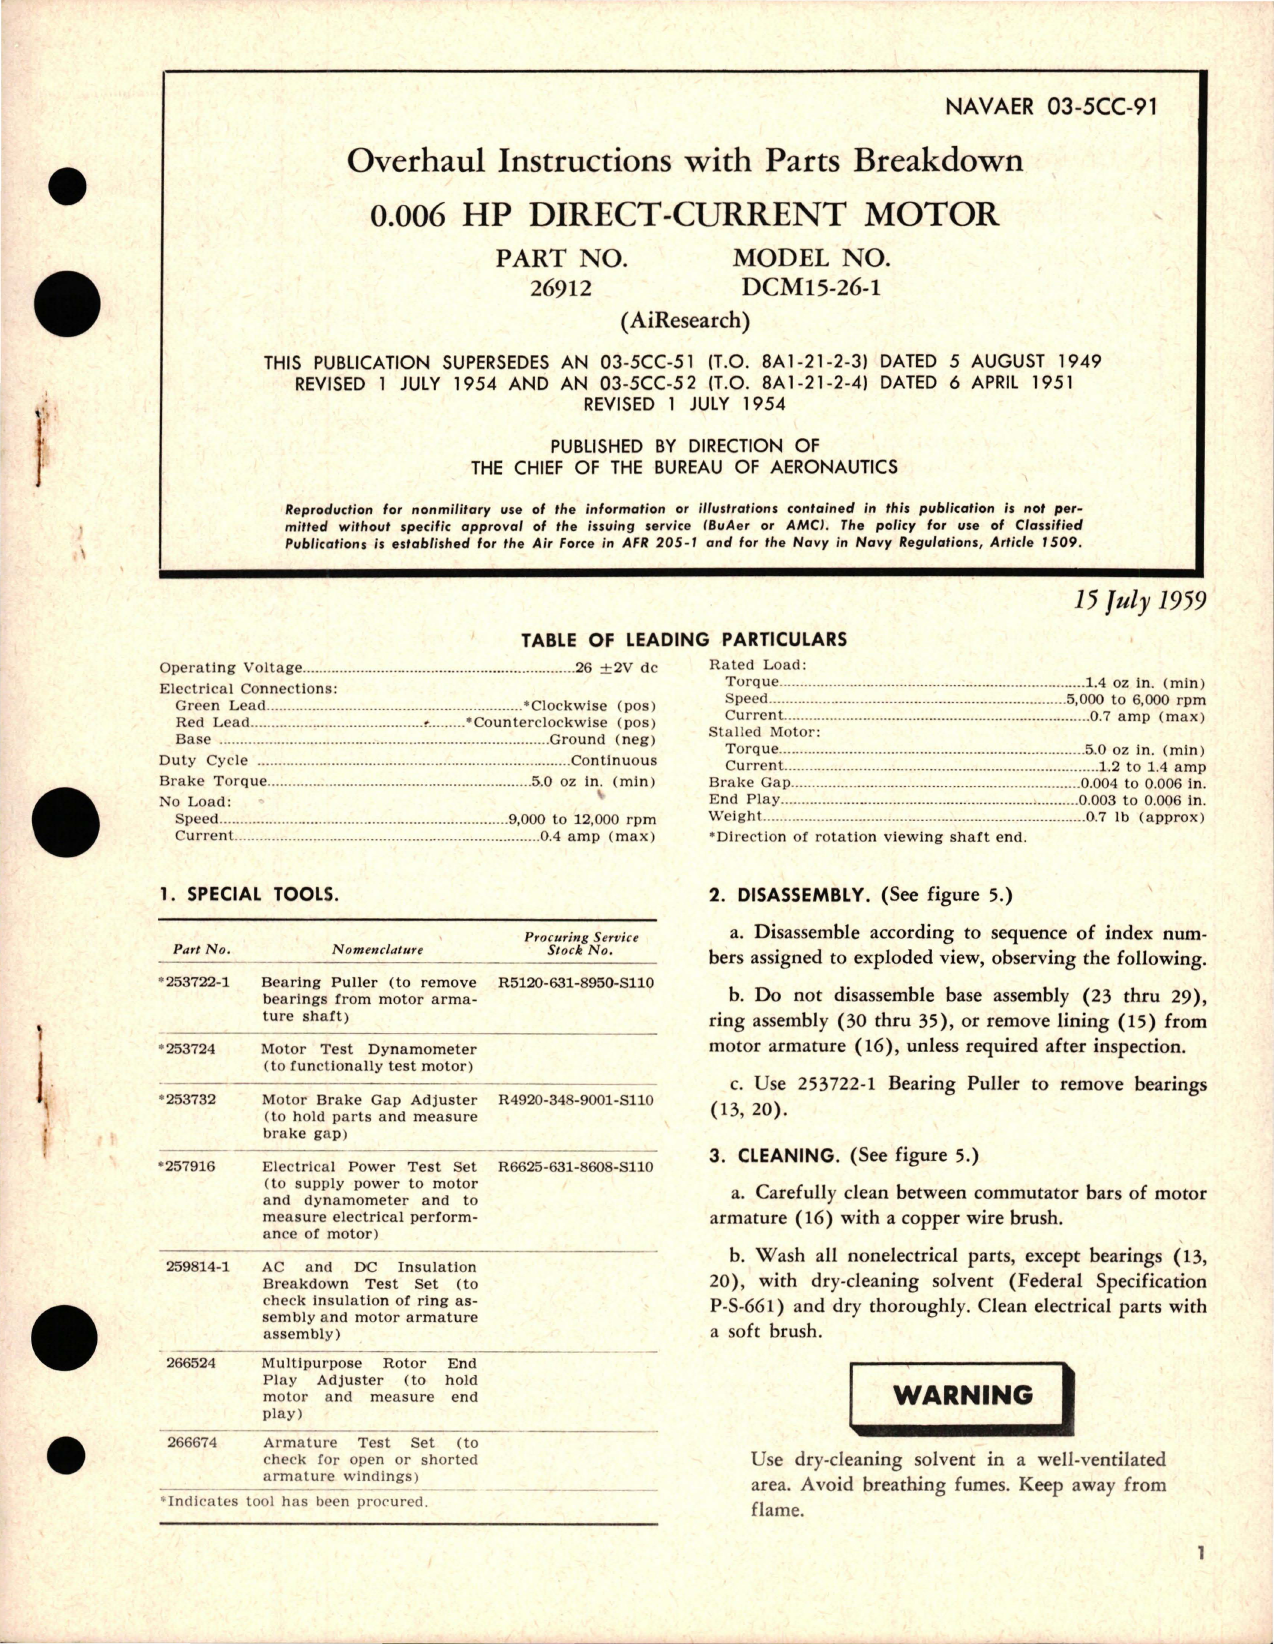 NAVAER 03-5CC-91
Overhaul Instructions with Parts Breakdown
0.006 HP DIRECT-CURRENT MOTOR
PART NO. MODEL NO.
26912 DCM15-26-1
(AiResearch)
THIS PUBLICATION SUPERSEDES AN 03-5CC-51 (T.O. 8A1-21-2-3) DATED 5 AUGUST 1949
REVISED 1 JULY 1954 AND AN 03-5CC-52 (T.O. 8A1-21-2-4) DATED 6 APRIL 1951
REVISED 1 JULY 1954
PUBLISHED BY DIRECTION OF
THE CHIEF OF THE BUREAU OF AERONAUTICS
Reproduction for nonmilitary use of the information or illustrations contained in this publication is not per-
mitted without specific approval of the issuing service (BuAer or AMC). The policy for use of Classified
Publications is established for the Air Force in AFR 205-1 and for the Navy in Navy Regulations, Article 1509.
15 July 1959
TABLE OF LEADING PARTICULARS
Operating Voltage 26 ±2V dc
Electrical Connections:
Green Lead *Clockwise (pos)
Red Lead *Counterclockwise (pos)
Base Ground (neg)
Duty Cycle Continuous
Brake Torque 5.0 oz in. (min)
No Load:
Speed 9,000 to 12,000 rpm
Current 0.4 amp (max)
Rated Load:
Torque 1.4 oz in. (min)
Speed 5,000 to 6,000 rpm
Current 0.7 amp (max)
Stalled Motor:
Torque 5.0 oz in. (min)
Current 1.2 to 1.4 amp
Brake Gap 0.004 to 0.006 in.
End Play 0.003 to 0.006 in.
Weight 0.7 lb (approx)
*Direction of rotation viewing shaft end.
1. SPECIAL TOOLS.
Procuring Service
Part No. Nomenclature Stock No.
*253722-1 Bearing Puller (to remove R5120-631-8950-S110
bearings from motor arma-
ture shaft)
*253724 Motor Test Dynamometer
(to functionally test motor)
*253732 Motor Brake Gap Adjuster R4920-348-9001-S110
(to hold parts and measure
brake gap)
*257916 Electrical Power Test Set R6625-631-8608-S110
(to supply power to motor
and dynamometer and to
measure electrical perform-
ance of motor)
259814-1 AC and DC Insulation
Breakdown Test Set (to
check insulation of ring as-
sembly and motor armature
assembly)
266524 Multipurpose Rotor End
Play Adjuster (to hold
motor and measure end
play)
266674 Armature Test Set (to
check for open or shorted
armature windings)
*Indicates tool has been procured.
2. DISASSEMBLY. (See figure 5.)
a. Disassemble according to sequence of index num-
bers assigned to exploded view, observing the following.
b. Do not disassemble base assembly (23 thru 29),
ring assembly (30 thru 35), or remove lining (15) from
motor armature (16), unless required after inspection.
c. Use 253722-1 Bearing Puller to remove bearings
(13, 20).
3. CLEANING. (See figure 5.)
a. Carefully clean between commutator bars of motor
armature (16) with a copper wire brush.
b. Wash all nonelectrical parts, except bearings (13,
20), with dry-cleaning solvent (Federal Specification
P-S-661) and dry thoroughly. Clean electrical parts with
a soft brush.
WARNING
Use dry-cleaning solvent in a well-ventilated
area. Avoid breathing fumes. Keep away from
flame.
1